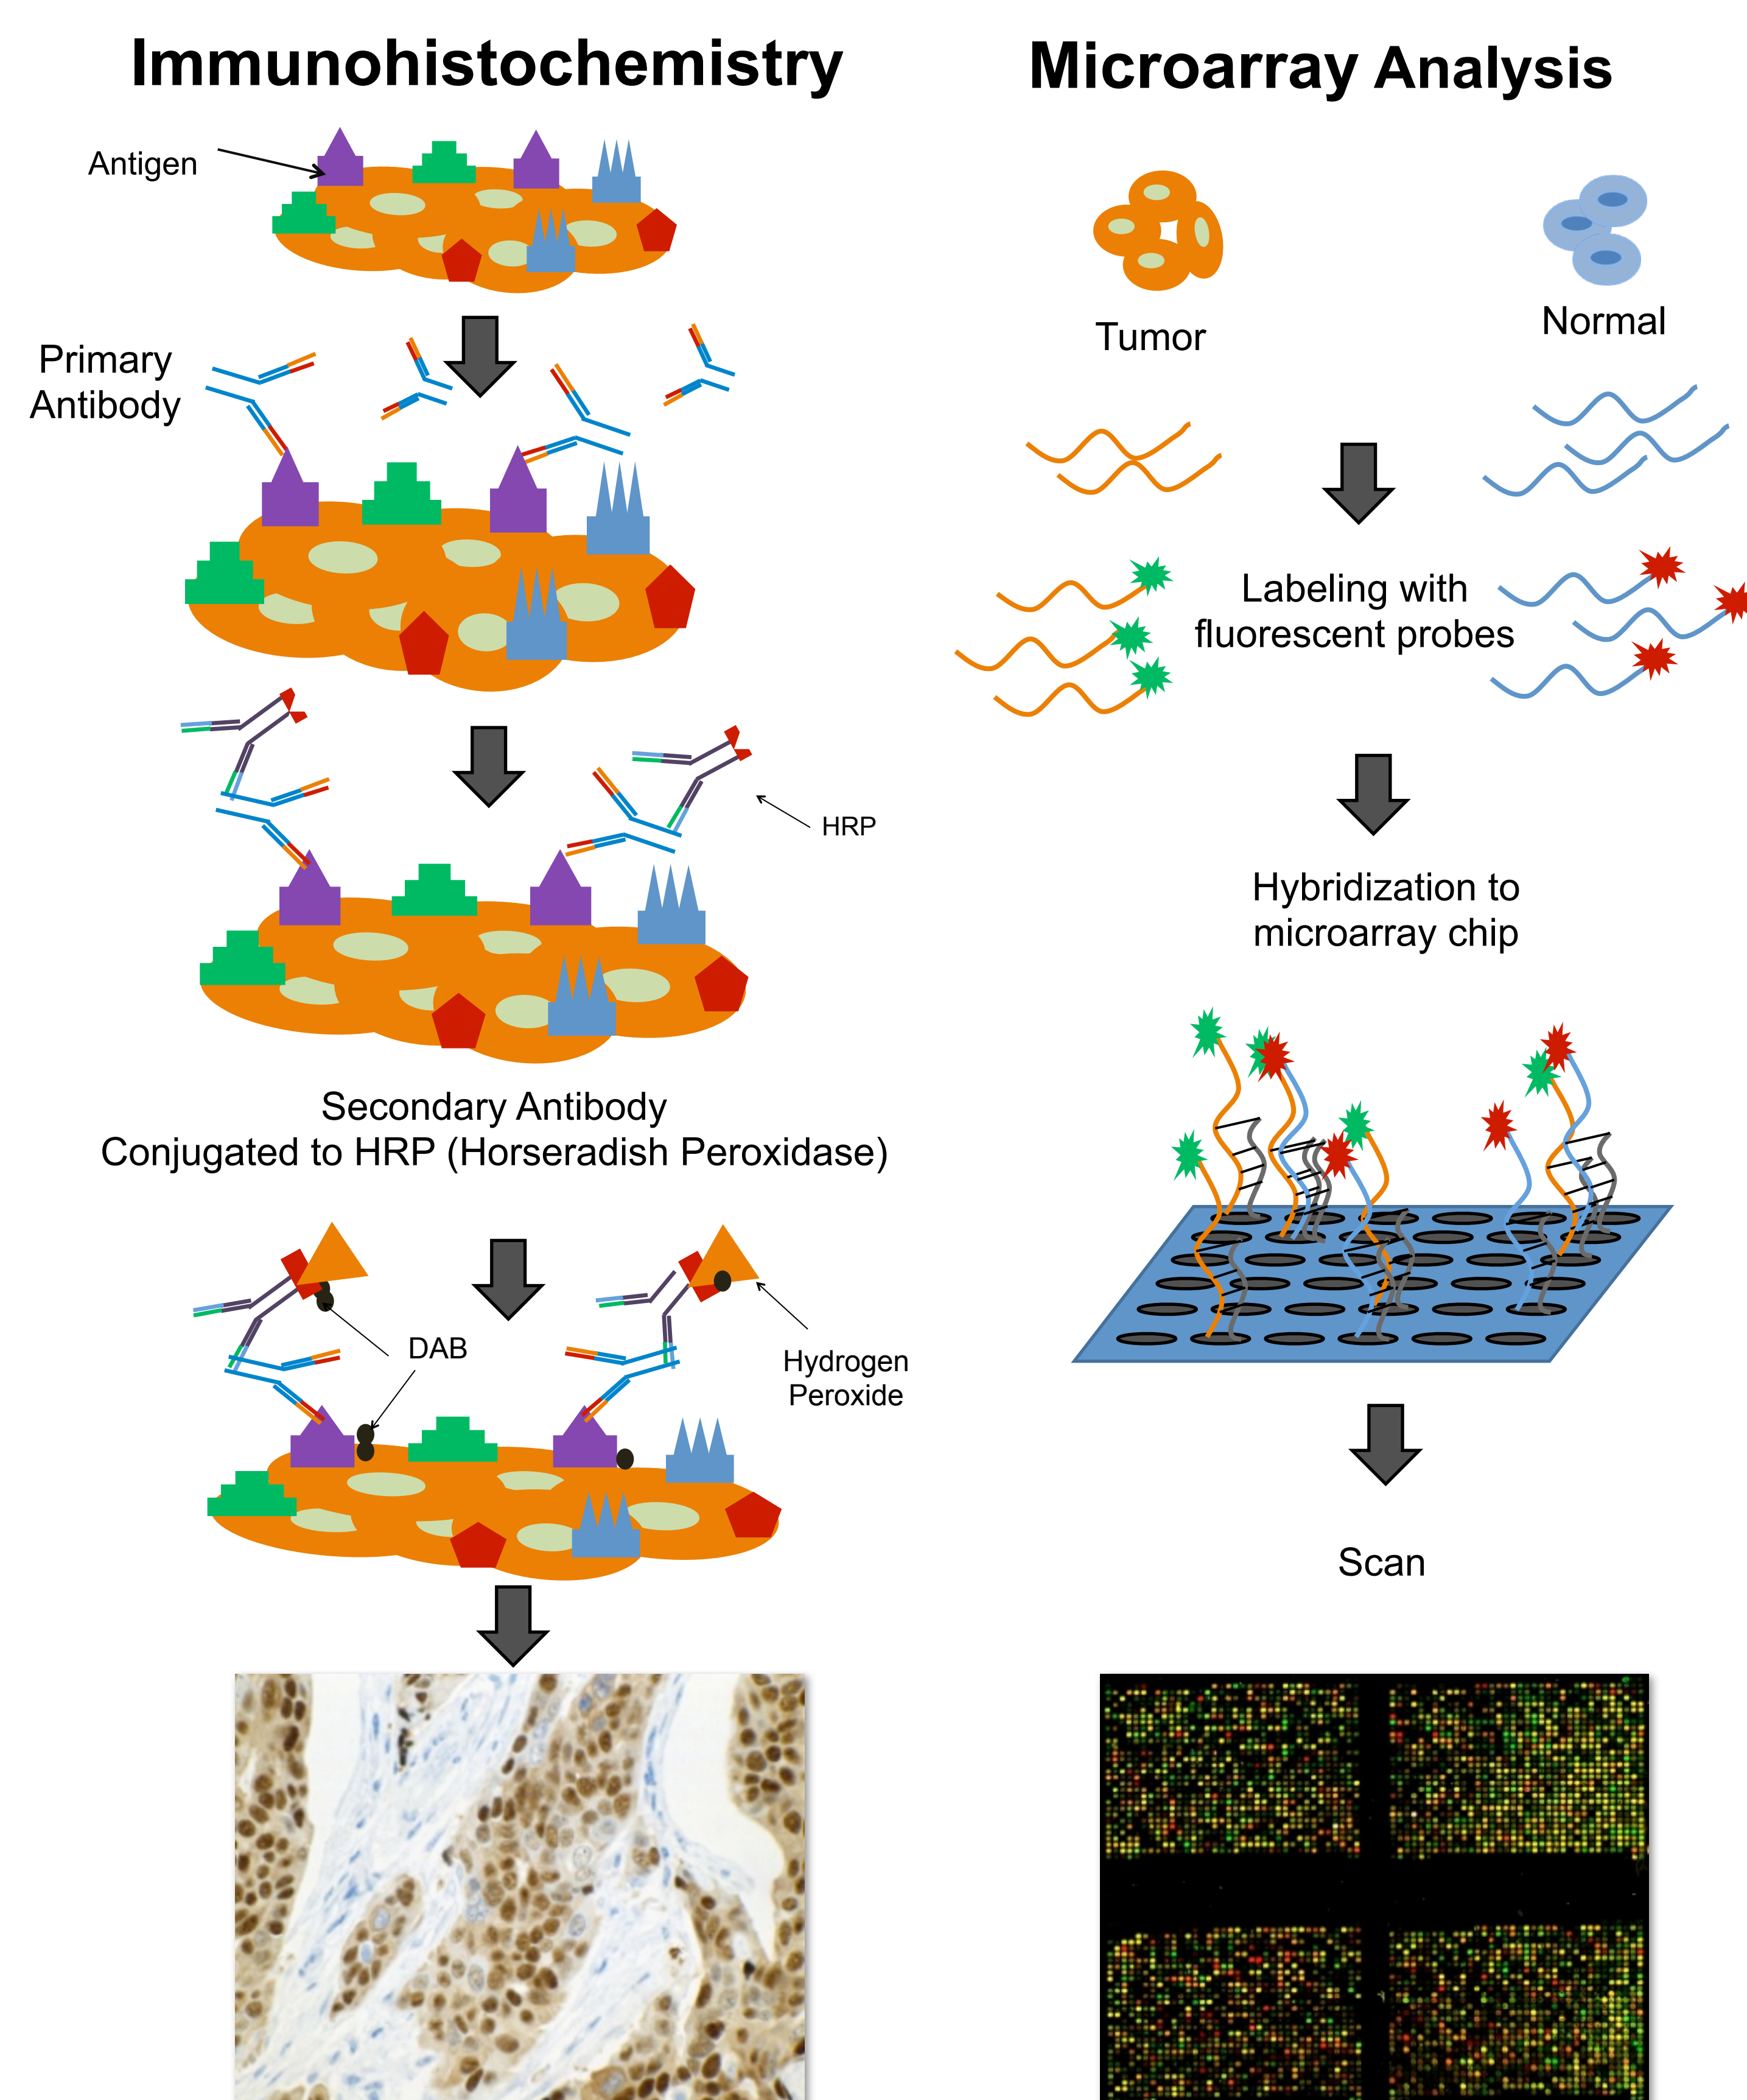 Immunohistochemistry
Antigen
Primary
Antibody
HRP
Secondary Antibody
Conjugated to HRP (Horseradish Peroxidase)
DAB
Hydrogen
Peroxide
Microarray Analysis
Tumor
Normal
Labeling with
fluorescent probes
Hybridization to
microarray chip
Scan